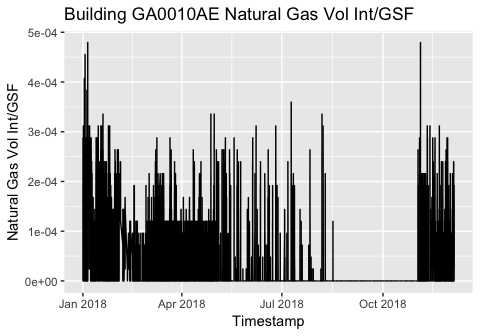 Building GA0010AE Natural Gas Vol Int/GSF
5e-04
4e-04
3e-04
2e-04
1e-04
0e+00
Natural Gas Vol Int/GSF
Jan 2018
Apr 2018
Jul 2018
Oct 2018
Timestamp